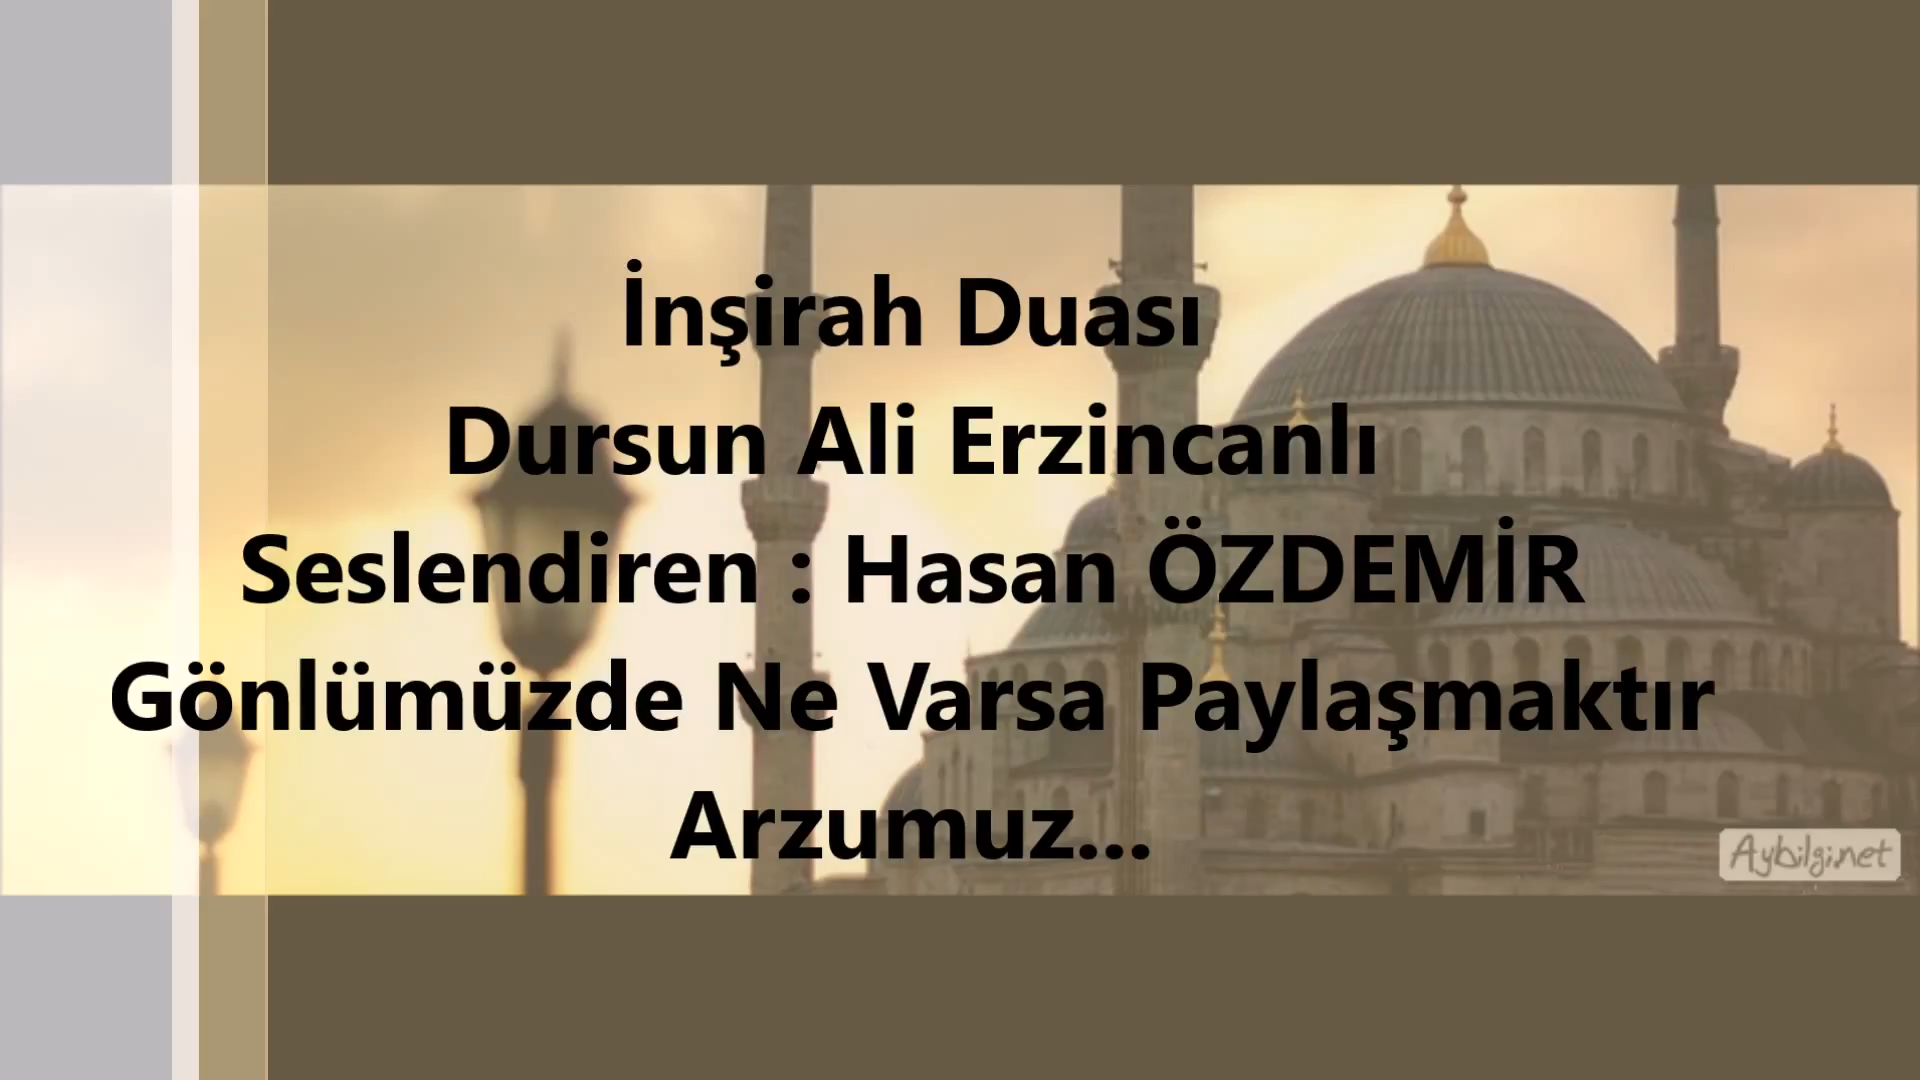 İnşirah Duası
Dursun Ali Erzincanlı
Seslendiren : Hasan ÖZDEMİR
Gönlümüzde Ne Varsa Paylaşmaktır
Arzumuz...
Aybilgi.net